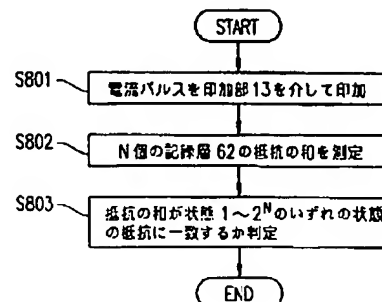 START
S801
電流パルスを印加部13を介して印加
S802
N個の記録層62の抵抗の和を測定
S803
抵抗の和が状態1～2^Nのいずれの状態
の抵抗に一致するか判定
END